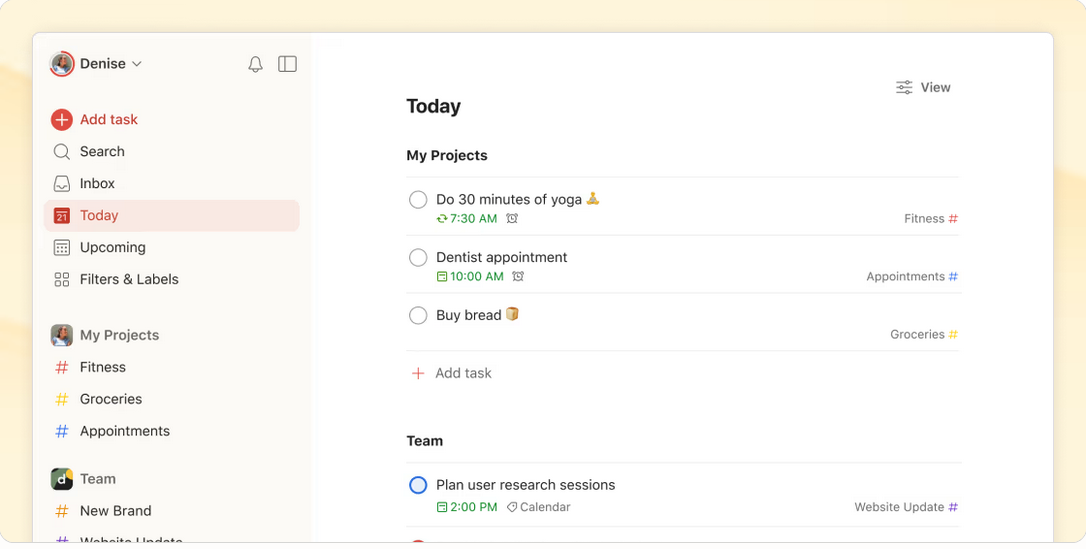 Denise
Add task
Search
Inbox
21 Today
Upcoming
Filters & Labels
My Projects
# Fitness
# Groceries
# Appointments
d Team
# New Brand
# Website Update
View
Today
My Projects
Do 30 minutes of yoga
7:30 AM
Fitness #
Dentist appointment
10:00 AM
Appointments #
Buy bread
Groceries #
+ Add task
Team
Plan user research sessions
2:00 PM Calendar
Website Update #